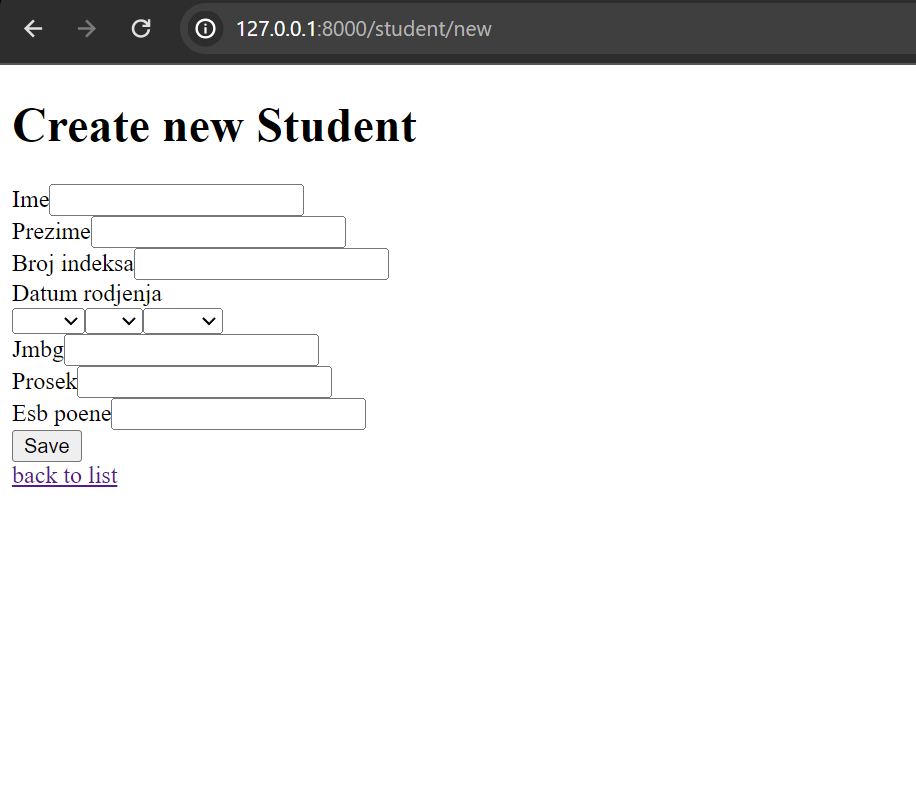 127.0.0.1:8000/student/new
Create new Student
Ime
Prezime
Broj indeksa
Datum rodjenja
Jmbg
Prosek
Esb poene
Save
back to list